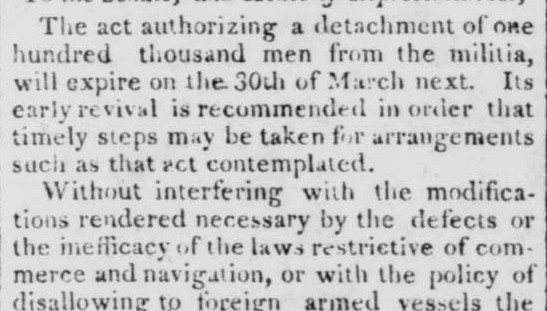 The act authorizing a detachment of one
hundred thousand men from the militia,
will expire on the 30th of March next. Its
early revival is recommended in order that
timely steps may be taken for arrangements
such as that act contemplated.
Without interfering with the modifica-
tions rendered necessary by the defects or
the inefficacy of the laws restrictive of com-
merce and navigation, or with the policy of
disallowing to foreign armed vessels the